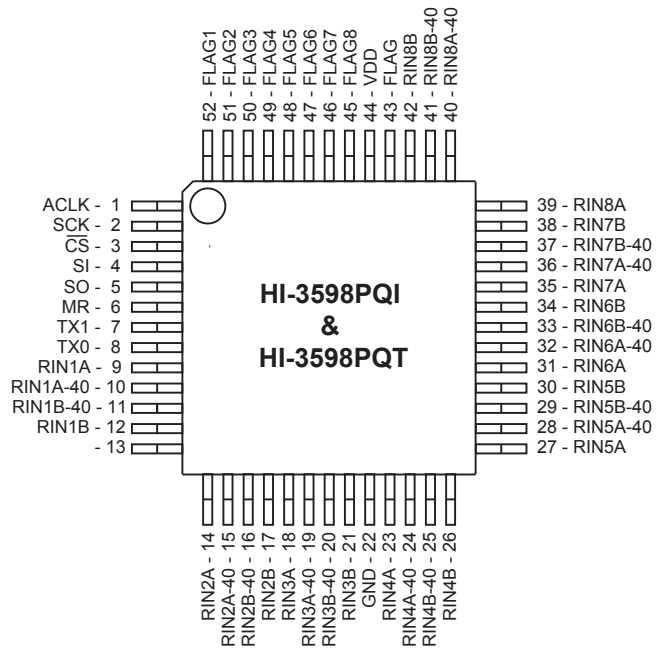 52 - FLAG1
51 - FLAG2
50 - FLAG3
49 - FLAG4
48 - FLAG5
47 - FLAG6
46 - FLAG7
45 - FLAG8
44 - VDD
43 - FLAG
42 - RIN8B
41 - RIN8B-40
40 - RIN8A-40
ACLK - 1
SCK - 2
C̅S̅ - 3
SI - 4
SO - 5
MR - 6
TX1 - 7
TX0 - 8
RIN1A - 9
RIN1A-40 - 10
RIN1B-40 - 11
RIN1B - 12
- 13
HI-3598PQI
&
HI-3598PQT
39 - RIN8A
38 - RIN7B
37 - RIN7B-40
36 - RIN7A-40
35 - RIN7A
34 - RIN6B
33 - RIN6B-40
32 - RIN6A-40
31 - RIN6A
30 - RIN5B
29 - RIN5B-40
28 - RIN5A-40
27 - RIN5A
RIN2A - 14
RIN2A-40 - 15
RIN2B-40 - 16
RIN2B - 17
RIN3A - 18
RIN3A-40 - 19
RIN3B-40 - 20
RIN3B - 21
GND - 22
RIN4A - 23
RIN4A-40 - 24
RIN4B-40 - 25
RIN4B - 26